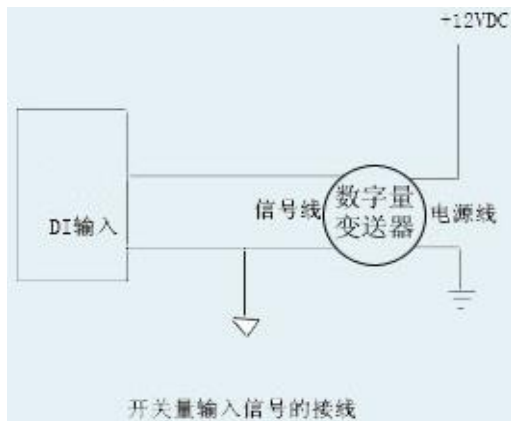 +12VDC
数字量
变送器
信号线
电源线
DI输入
开关量输入信号的接线